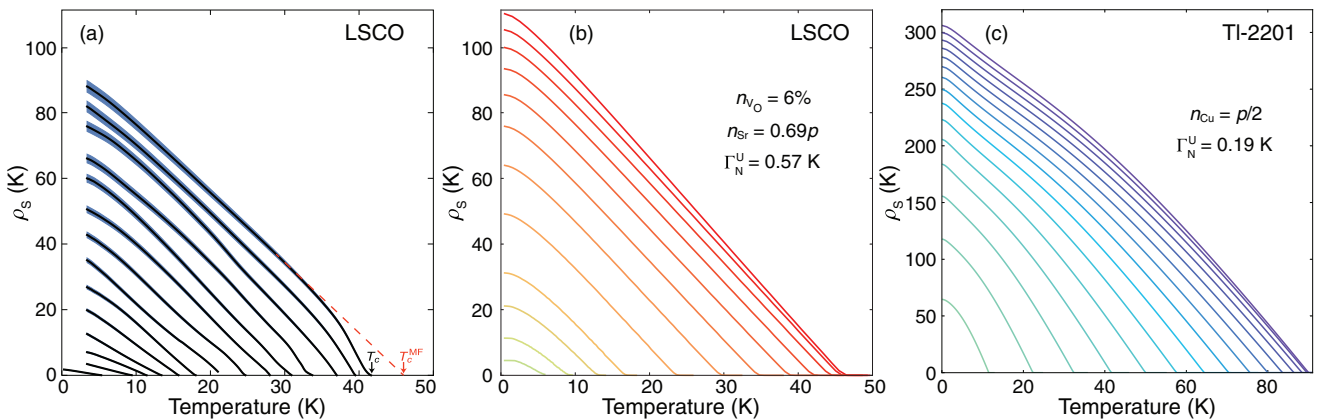 (a) LSCO
100
80
60
40
20
0
ρs (K)
Tc
TcMF
0 10 20 30 40 50
Temperature (K)
(b) LSCO
100
80
60
40
20
0
ρs (K)
nVO = 6%
nSr = 0.69p
ΓNU = 0.57 K
0 10 20 30 40 50
Temperature (K)
(c) Tl-2201
300
250
200
150
100
50
0
ρs (K)
nCu = p/2
ΓNU = 0.19 K
0 20 40 60 80
Temperature (K)